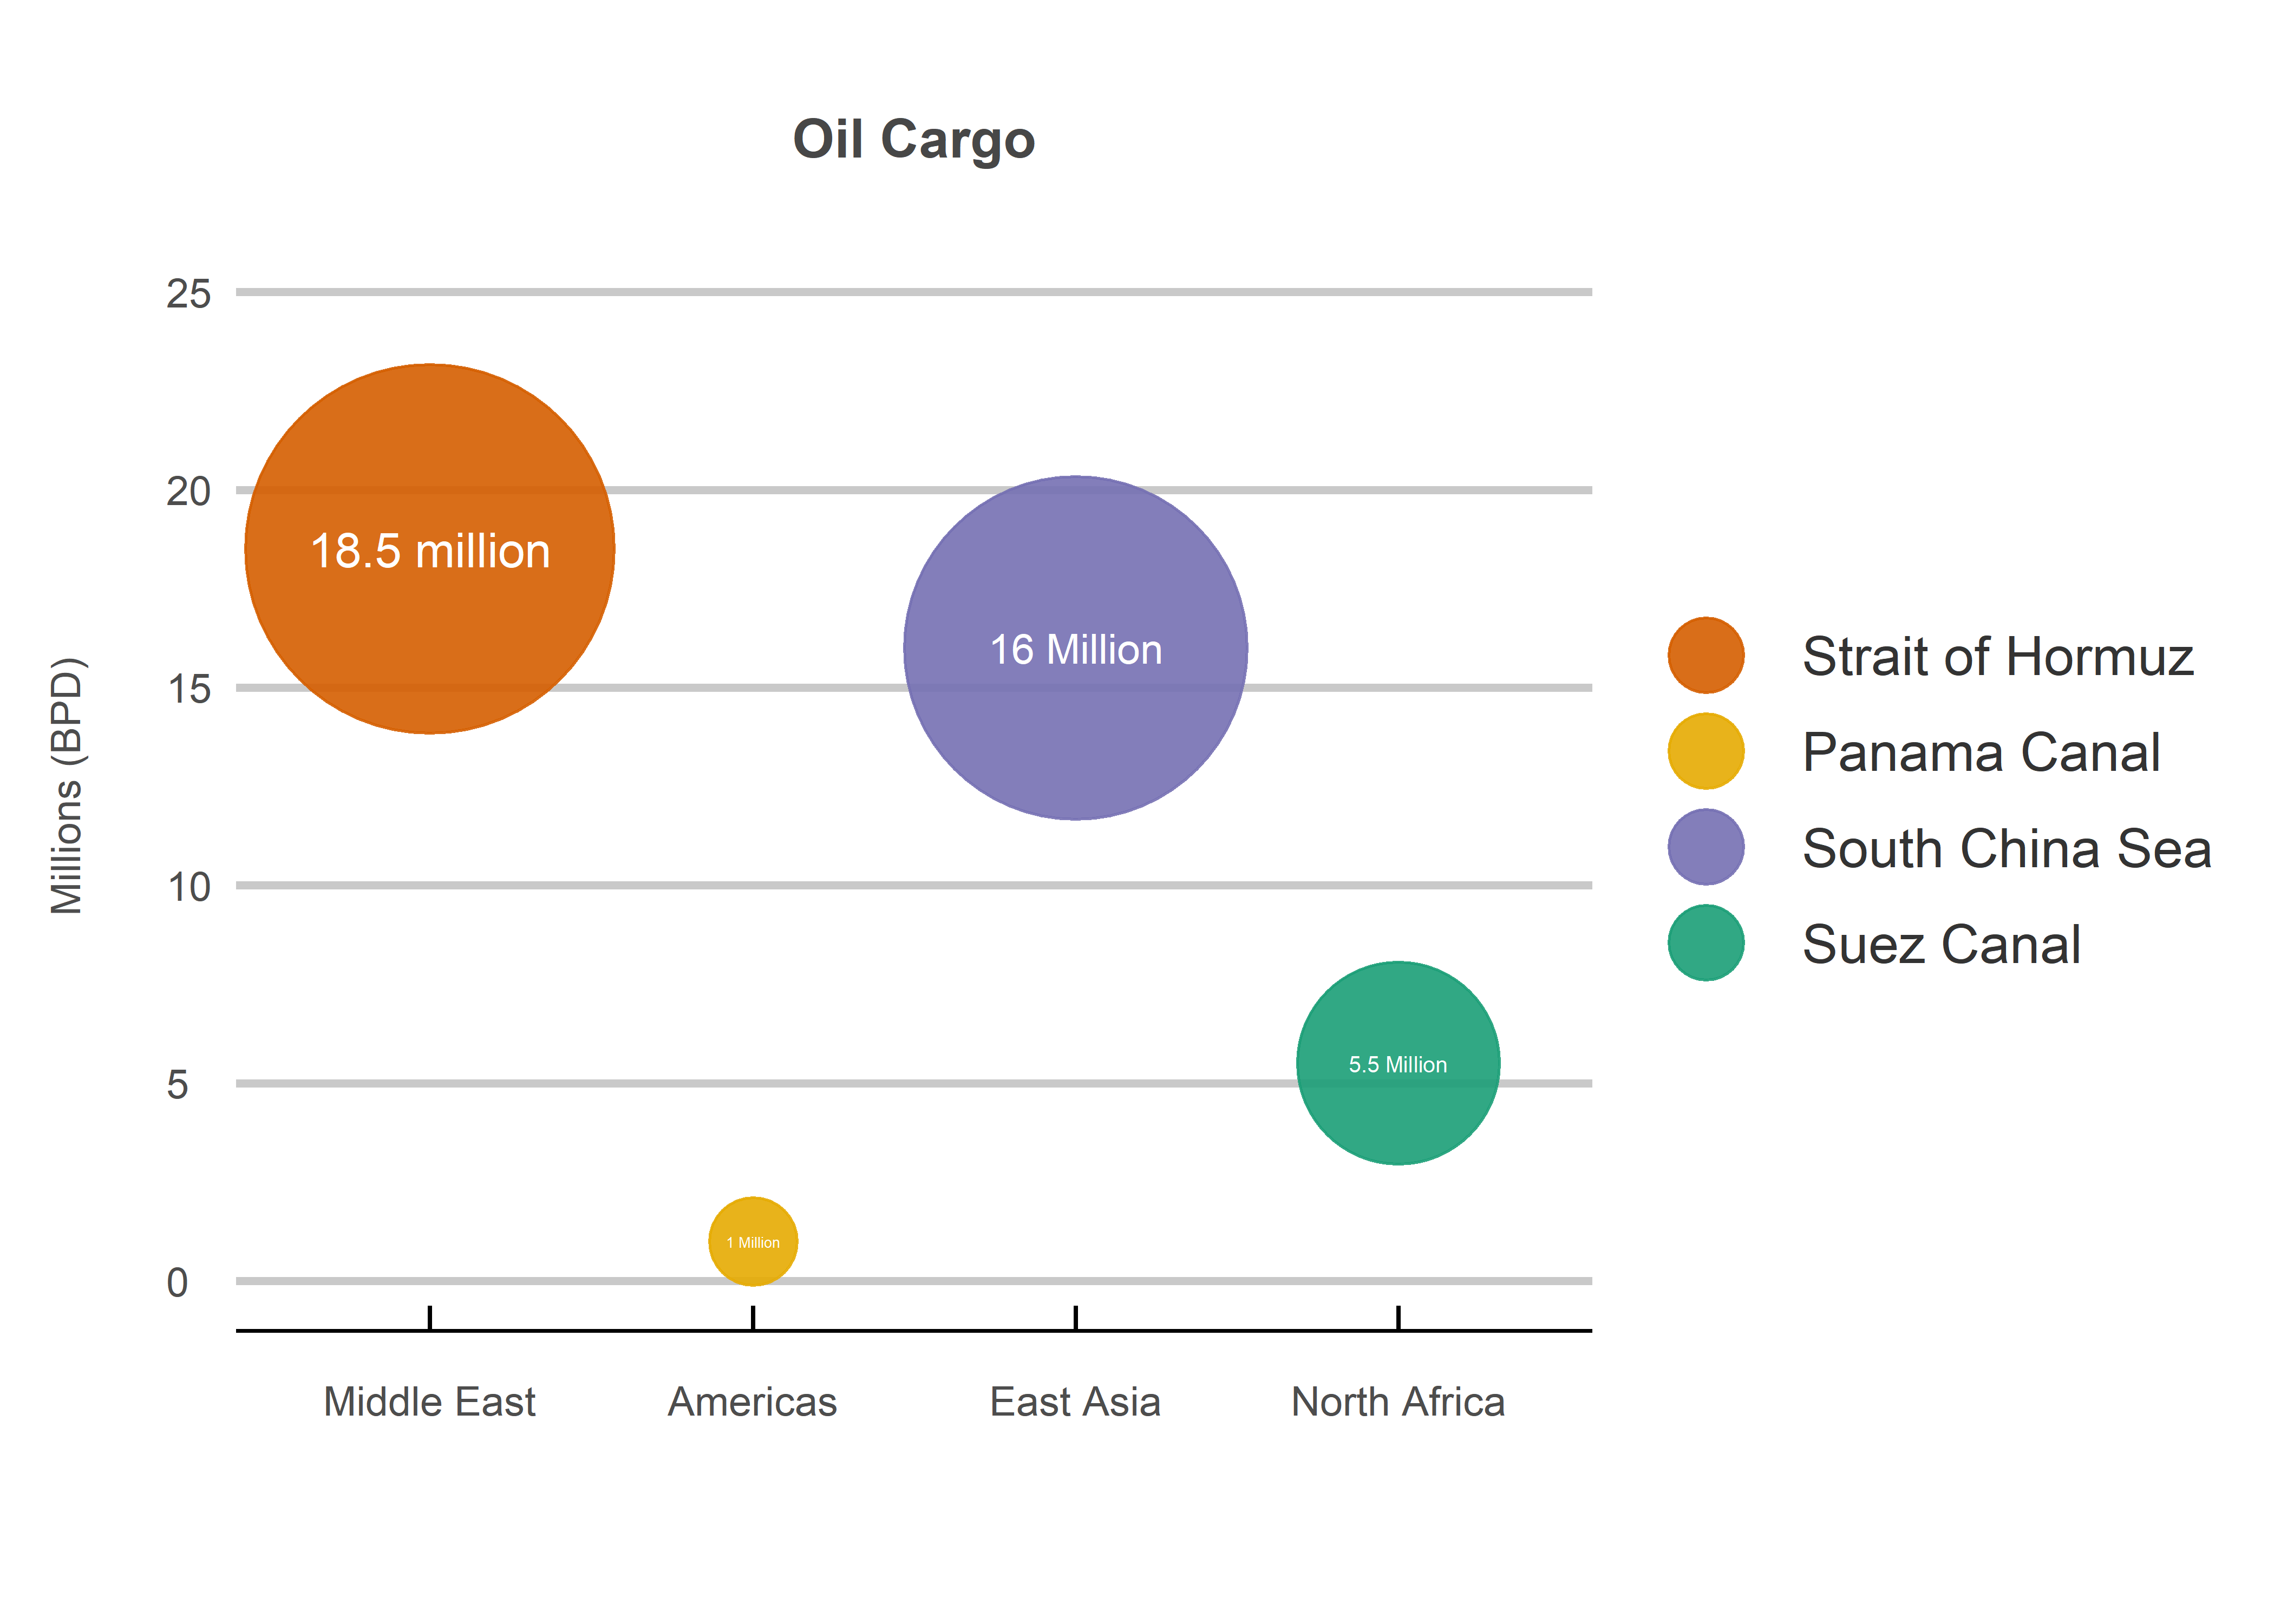 Oil Cargo
Millions (BPD)
25
20
15
10
5
0
18.5 million
16 Million
5.5 Million
1 Million
Middle East
Americas
East Asia
North Africa
Strait of Hormuz
Panama Canal
South China Sea
Suez Canal